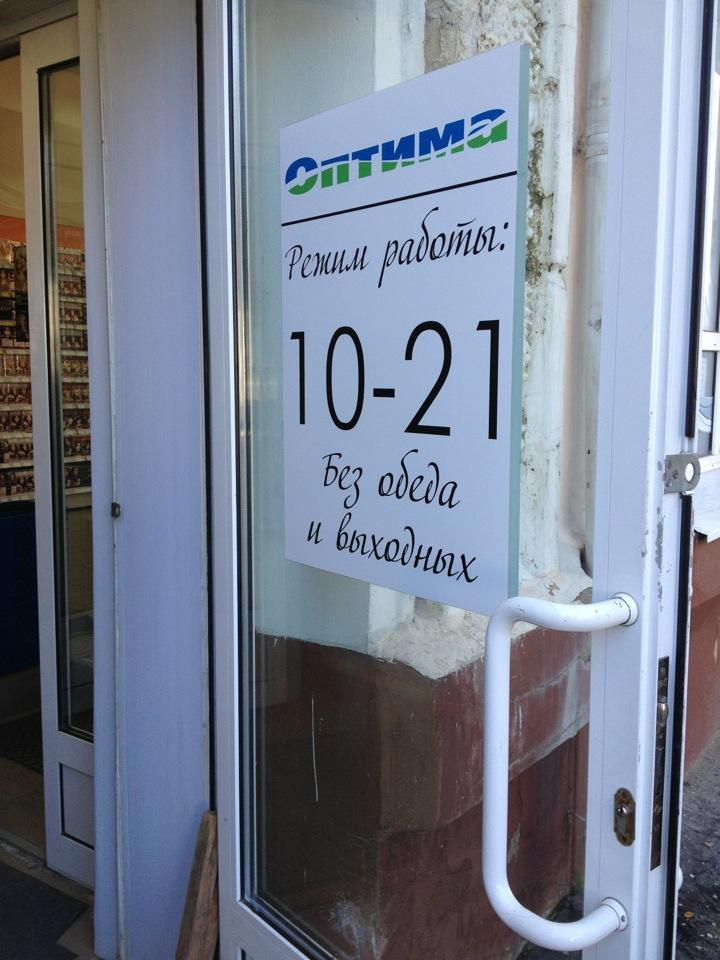 Оптима
Режим работы:
10-21
Без обеда
и выходных